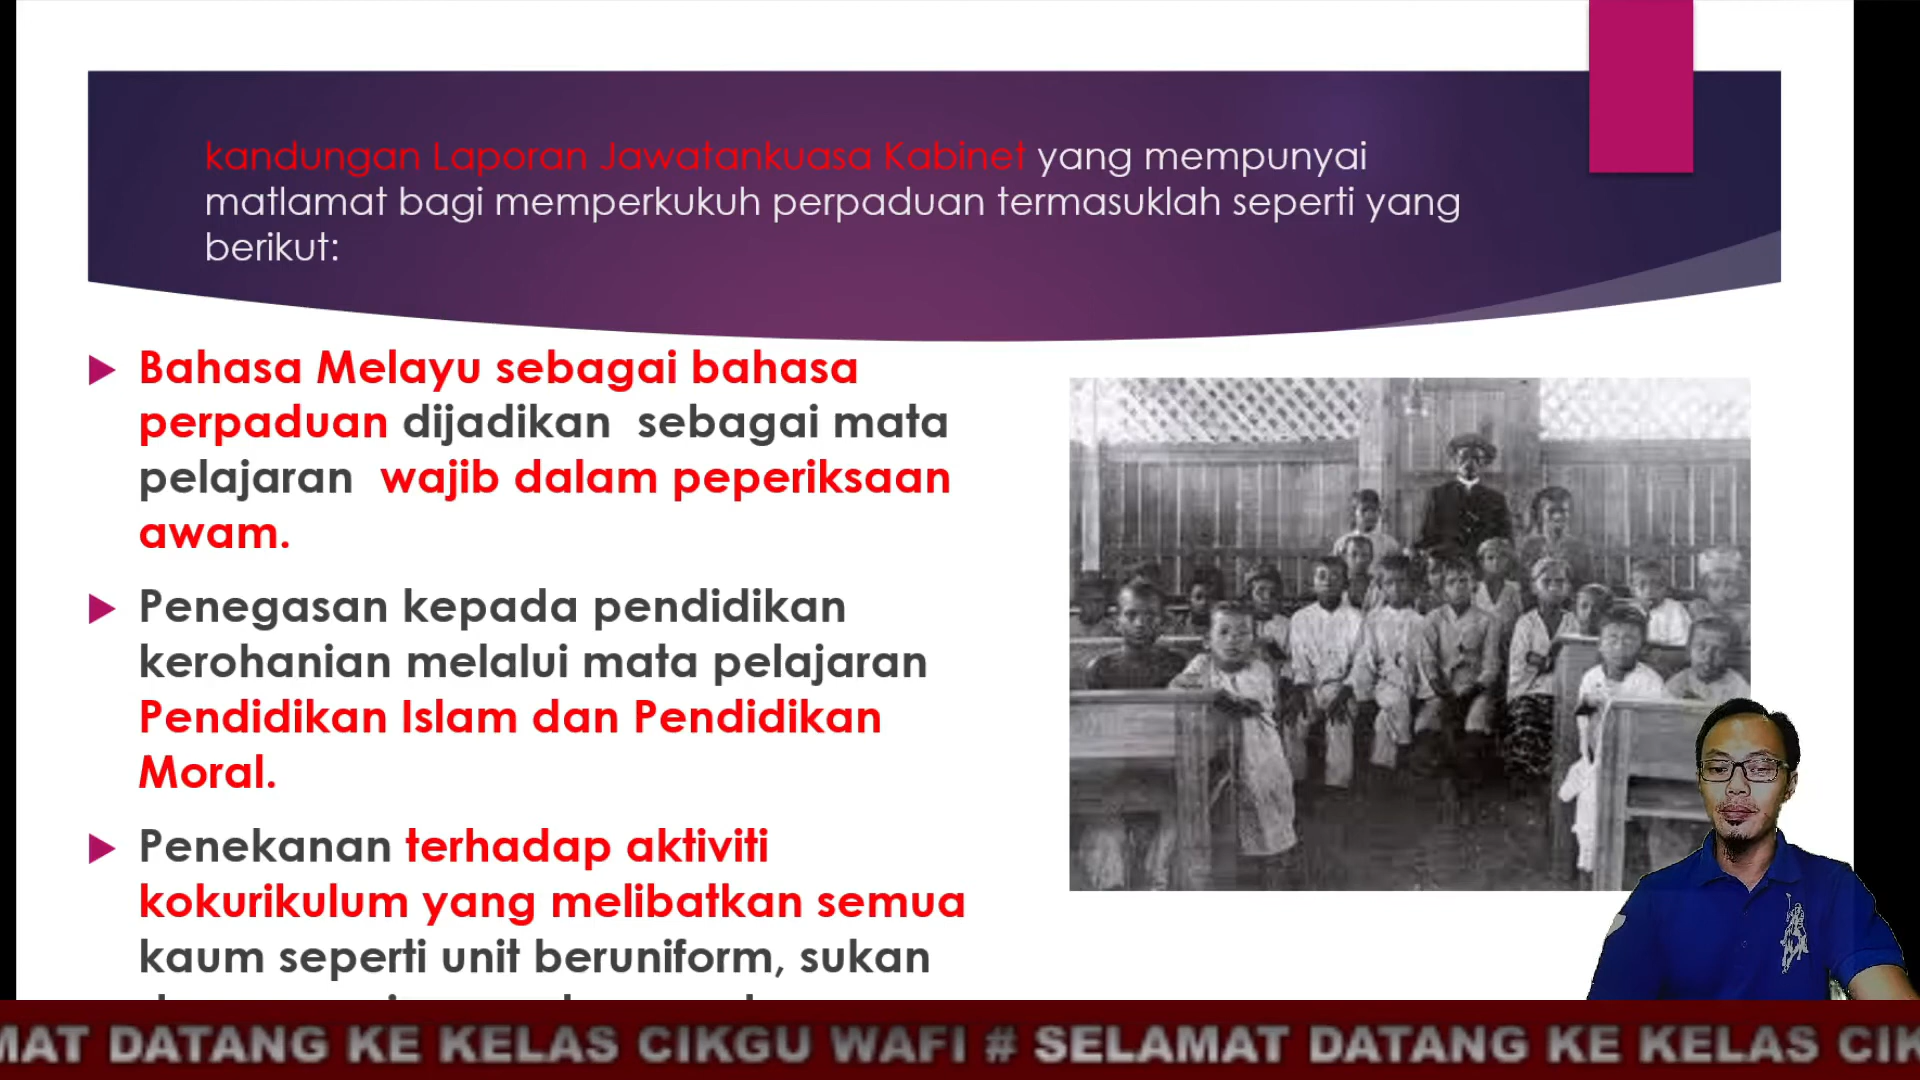 kandungan Laporan Jawatankuasa Kabinet yang mempunyai
matlamat bagi memperkukuh perpaduan termasuklah seperti yang
berikut:
Bahasa Melayu sebagai bahasa
perpaduan dijadikan sebagai mata
pelajaran wajib dalam peperiksaan
awam.
Penegasan kepada pendidikan
kerohanian melalui mata pelajaran
Pendidikan Islam dan Pendidikan
Moral.
Penekanan terhadap aktiviti
kokurikulum yang melibatkan semua
kaum seperti unit beruniform, sukan
MAT DATANG KE KELAS CIKGU WAFI # SELAMAT DATANG KE KELAS CIK